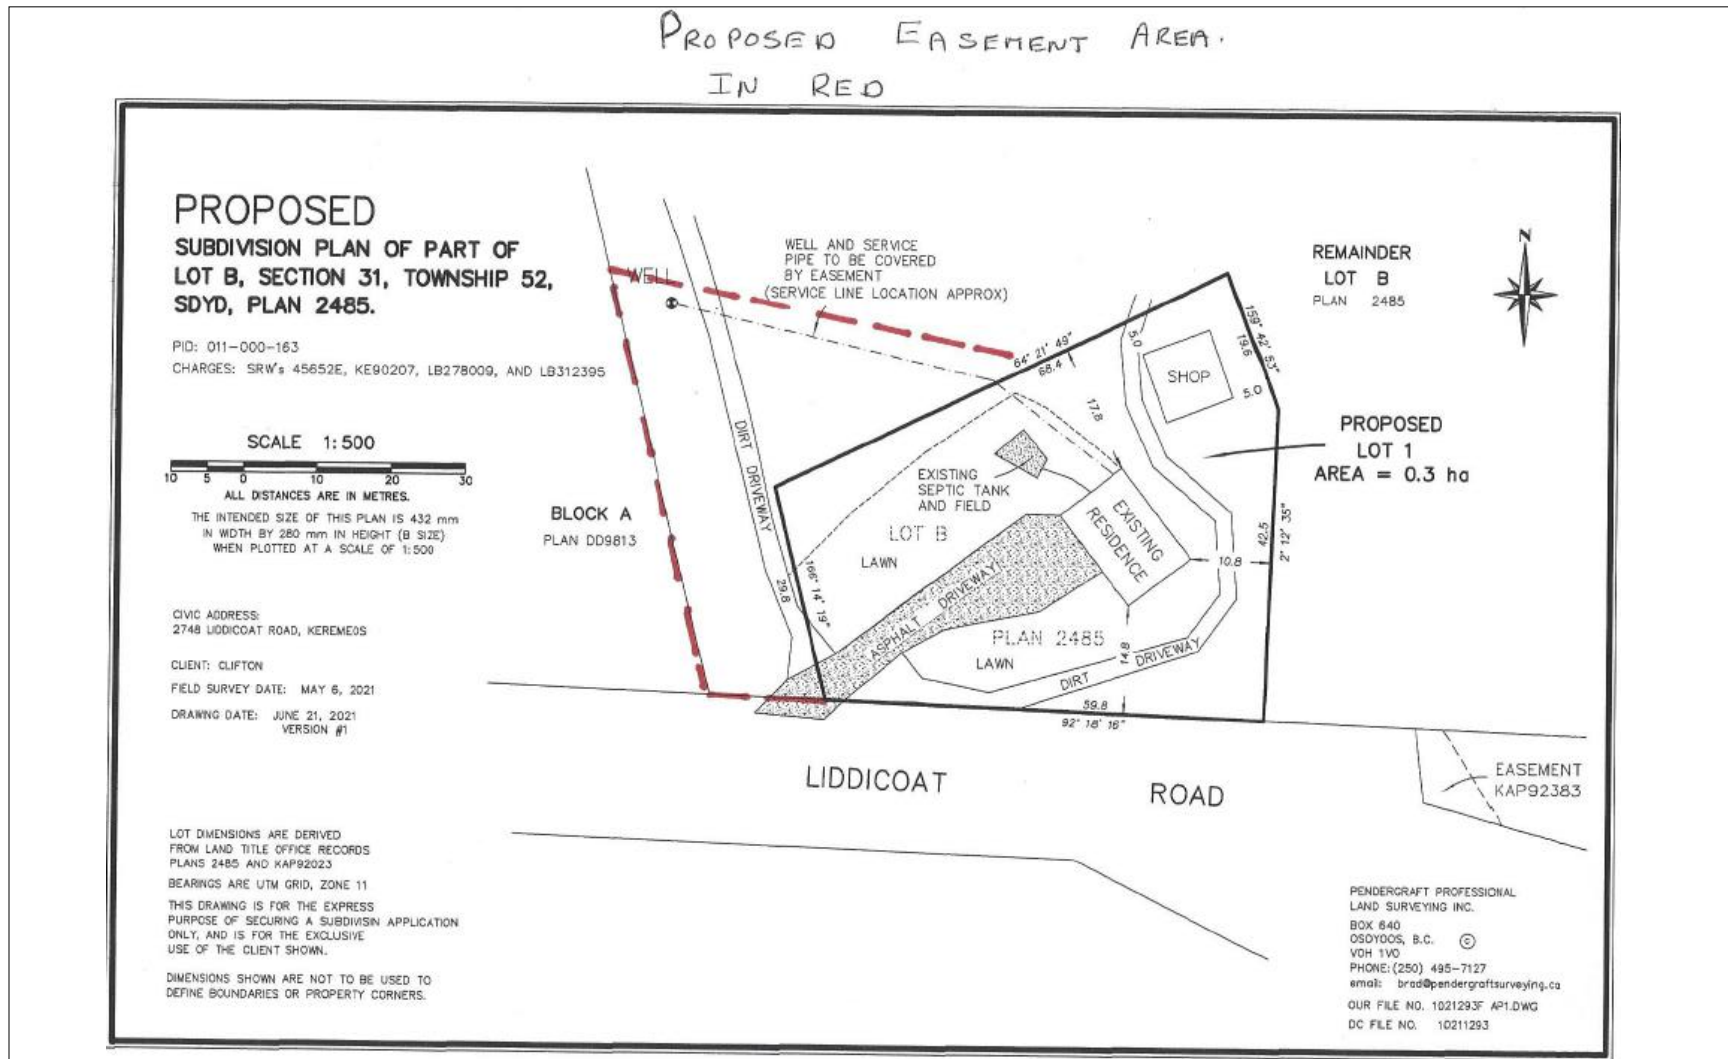 PROPOSED EASEMENT AREA.
IN RED
PROPOSED
SUBDIVISION PLAN OF PART OF
LOT B, SECTION 31, TOWNSHIP 52,
SDYD, PLAN 2485.
PID: 011-000-163
CHARGES: SRW's 45652E, KE90207, LB278009, AND LB312395
SCALE 1:500
10 5 0 10 20 30
ALL DISTANCES ARE IN METRES.
THE INTENDED SIZE OF THIS PLAN IS 432 mm
IN WIDTH BY 280 mm IN HEIGHT (B SIZE)
WHEN PLOTTED AT A SCALE OF 1:500
CIVIC ADDRESS:
2748 LIDDICOAT ROAD, KEREMEOS
CLIENT: CLIFTON
FIELD SURVEY DATE: MAY 6, 2021
DRAWING DATE: JUNE 21, 2021
VERSION #1
LOT DIMENSIONS ARE DERIVED
FROM LAND TITLE OFFICE RECORDS
PLANS 2485 AND KAP92023
BEARINGS ARE UTM GRID, ZONE 11
THIS DRAWING IS FOR THE EXPRESS
PURPOSE OF SECURING A SUBDIVISIN APPLICATION
ONLY, AND IS FOR THE EXCLUSIVE
USE OF THE CLIENT SHOWN.
DIMENSIONS SHOWN ARE NOT TO BE USED TO
DEFINE BOUNDARIES OR PROPERTY CORNERS.
WELL
WELL AND SERVICE
PIPE TO BE COVERED
BY EASEMENT
(SERVICE LINE LOCATION APPROX)
BLOCK A
PLAN DD9813
DIRT DRIVEWAY
29.8
166° 14' 19"
64° 21' 49"
68.4
5.0
159° 42' 53"
19.6
SHOP
5.0
17.8
EXISTING
SEPTIC TANK
AND FIELD
LOT B
LAWN
EXISTING
RESIDENCE
10.8
42.5
2° 12' 35"
ASPHALT DRIVEWAY
PLAN 2485
LAWN
14.8
DIRT DRIVEWAY
59.8
92° 18' 16"
N
REMAINDER
LOT B
PLAN 2485
PROPOSED
LOT 1
AREA = 0.3 ha
LIDDICOAT ROAD
EASEMENT
KAP92383
PENDERGRAFT PROFESSIONAL
LAND SURVEYING INC.
BOX 640
OSOYOOS, B.C. ©
V0H 1V0
PHONE:(250) 495-7127
email: brad@pendergraftsurveying.ca
OUR FILE NO. 1021293F AP1.DWG
DC FILE NO. 10211293